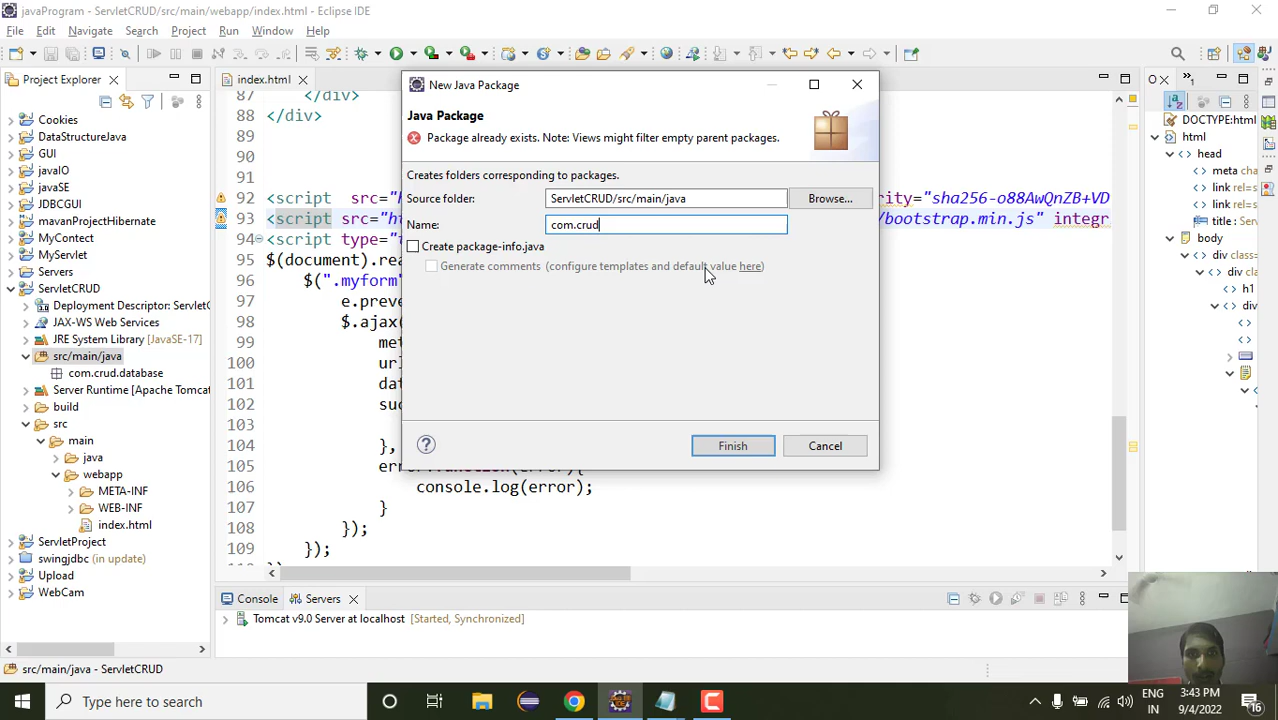 javaProgram - ServletCRUD/src/main/webapp/index.html - Eclipse IDE
File Edit Navigate Search Project Run Window Help
Project Explorer
Cookies
DataStructureJava
GUI
javaIO
javaSE
JDBCGUI
mavanProjectHibernate
MyContect
MyServlet
Servers
ServletCRUD
Deployment Descriptor: ServletC
JAX-WS Web Services
JRE System Library [JavaSE-17]
src/main/java
com.crud.database
Server Runtime [Apache Tomcat
build
src
main
java
webapp
META-INF
WEB-INF
index.html
ServletProject
swingjdbc (in update)
Upload
WebCam
index.html
87 </div>
88 </div>
89
90
91
92 <script src="h
rity="sha256-o88AwQnZB+VD
93 <script src="ht
/bootstrap.min.js" integr
94 <script type="t
95 $(document).rea
96 $(".myform"
97 e.preve
98 $.ajax(
99 met
100 url
101 dat
102 suc
103
104 },
105 error:function(error){
106 console.log(error);
107 }
108 });
109 });
New Java Package
Java Package
Package already exists. Note: Views might filter empty parent packages.
Creates folders corresponding to packages.
Source folder: ServletCRUD/src/main/java Browse...
Name: com.crud
Create package-info.java
Generate comments (configure templates and default value here)
Finish Cancel
O
DOCTYPE:html
html
head
meta chars
link rel=s
link rel=s
title : Serv
body
div clas
div cl
h1
div
Console Servers
Tomcat v9.0 Server at localhost [Started, Synchronized]
src/main/java - ServletCRUD
Type here to search
ENG
IN
3:43 PM
9/4/2022
16